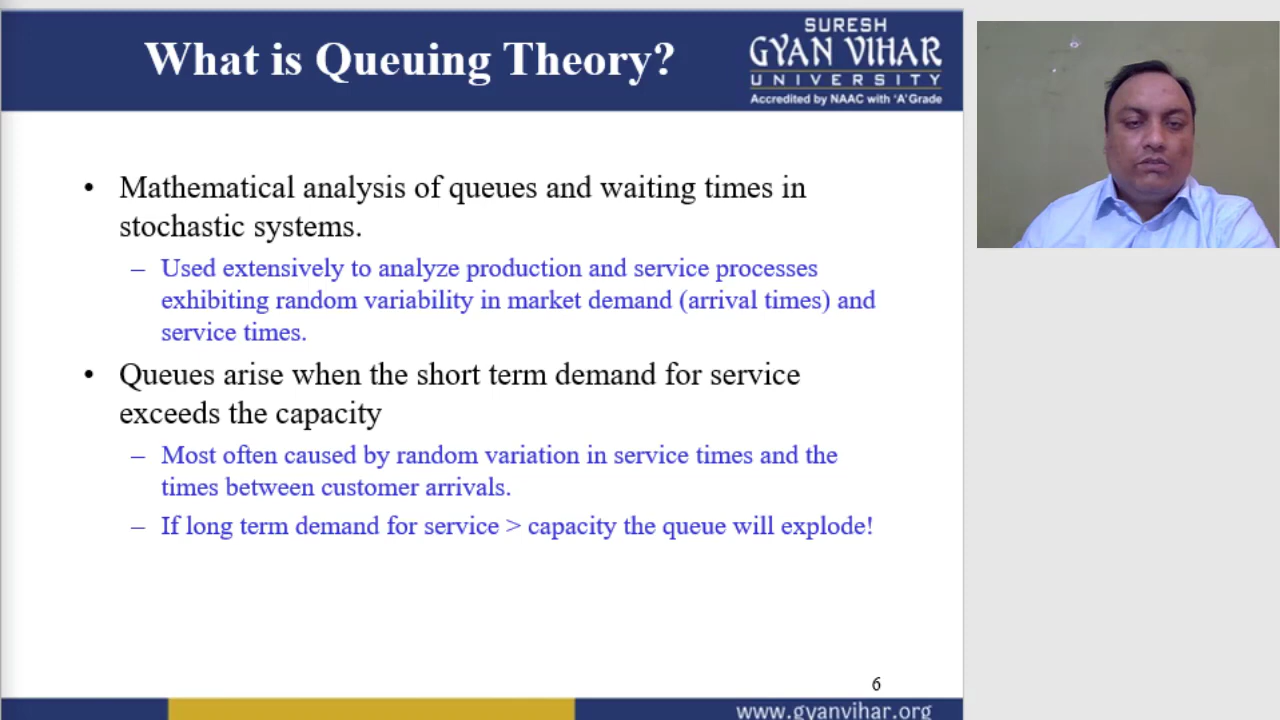 What is Queuing Theory?
SURESH
GYAN VIHAR
UNIVERSITY
Accredited by NAAC with 'A' Grade
• Mathematical analysis of queues and waiting times in
stochastic systems.
– Used extensively to analyze production and service processes
exhibiting random variability in market demand (arrival times) and
service times.
• Queues arise when the short term demand for service
exceeds the capacity
– Most often caused by random variation in service times and the
times between customer arrivals.
– If long term demand for service > capacity the queue will explode!
6
www.gyanvihar.org